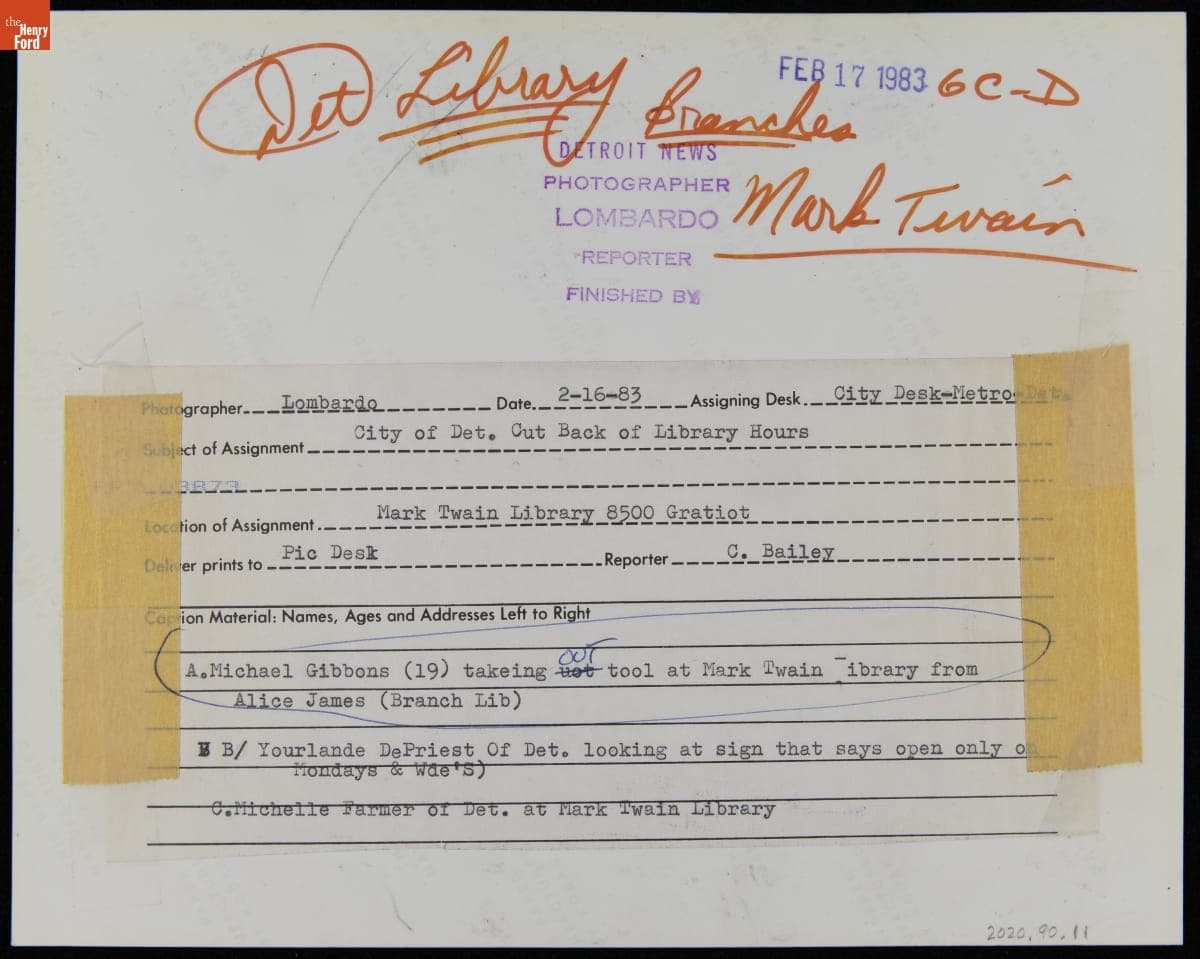 the
Henry
Ford
Det Library Branches
FEB 17 1983 6C-D
DETROIT NEWS
PHOTOGRAPHER
LOMBARDO
Mark Twain
REPORTER
FINISHED BY
Photographer Lombardo Date 2-16-83 Assigning Desk City Desk-Metro-Det.
Subject of Assignment City of Det. Cut Back of Library Hours
3873
Location of Assignment Mark Twain Library 8500 Gratiot
Deliver prints to Pic Desk Reporter C. Bailey
Caption Material: Names, Ages and Addresses Left to Right
OUT
A.Michael Gibbons (19) takeing uot tool at Mark Twain ibrary from
Alice James (Branch Lib)
B/ Yourlande DePriest Of Det. looking at sign that says open only on
Mondays & Wde'S)
C.Michelle Farmer of Det. at Mark Twain Library
2020.90.11